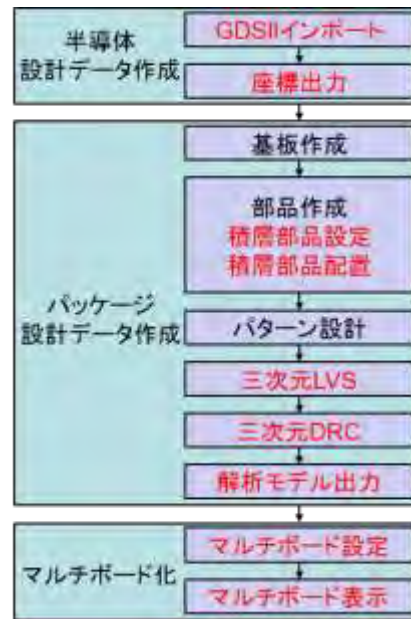 半導体
設計データ作成
GDSIIインポート
座標出力
パッケージ
設計データ作成
基板作成
部品作成
積層部品設定
積層部品配置
パターン設計
三次元LVS
三次元DRC
解析モデル出力
マルチボード化
マルチボード設定
マルチボード表示